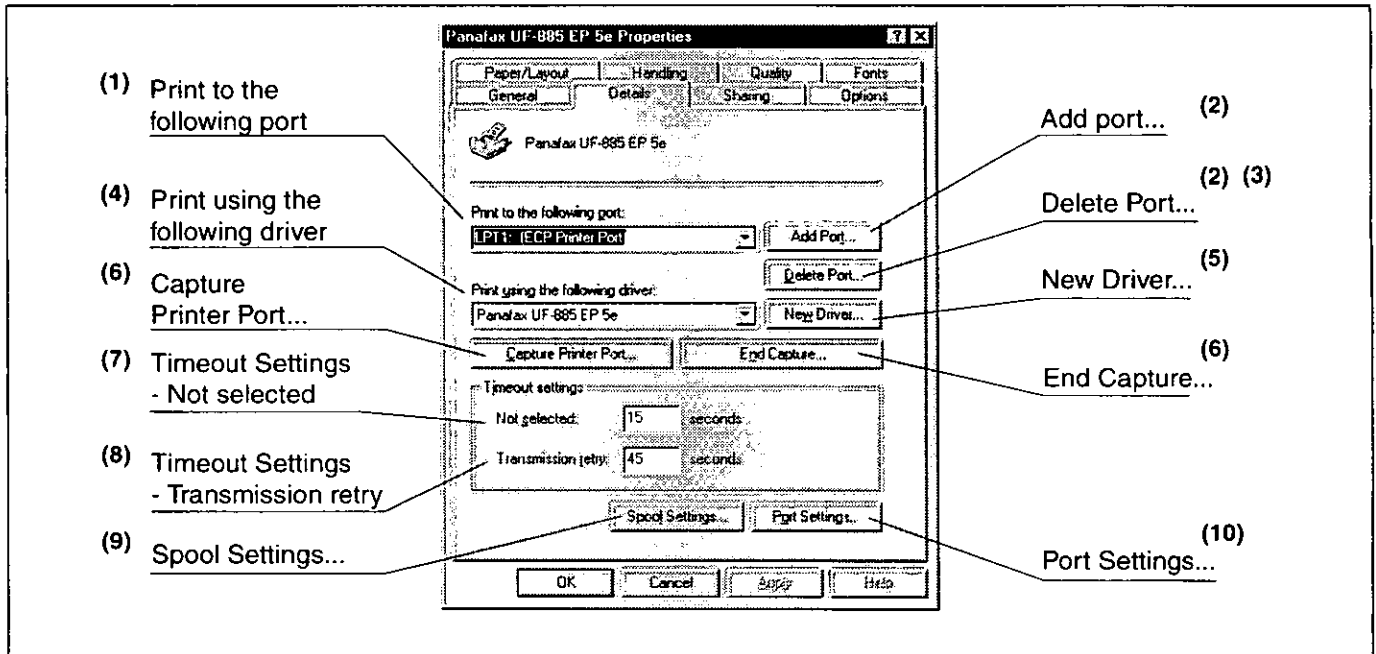 Panafax UF-885 EP 5e Properties
Paper/Layout Handling Quality Fonts
General Details Sharing Options
Panafax UF-885 EP 5e
Print to the following port:
LPT1: (ECP Printer Port
Add Port...
Delete Port...
Print using the following driver:
Panafax UF-885 EP 5e
New Driver...
Capture Printer Port...
End Capture...
Timeout settings
Not selected: 15 seconds
Transmission retry: 45 seconds
Spool Settings...
Port Settings...
OK Cancel Apply Help
(1) Print to the
following port
(4) Print using the
following driver
(6) Capture
Printer Port...
(7) Timeout Settings
- Not selected
(8) Timeout Settings
- Transmission retry
(9) Spool Settings...
Add port... (2)
Delete Port... (2) (3)
New Driver... (5)
End Capture... (6)
Port Settings... (10)